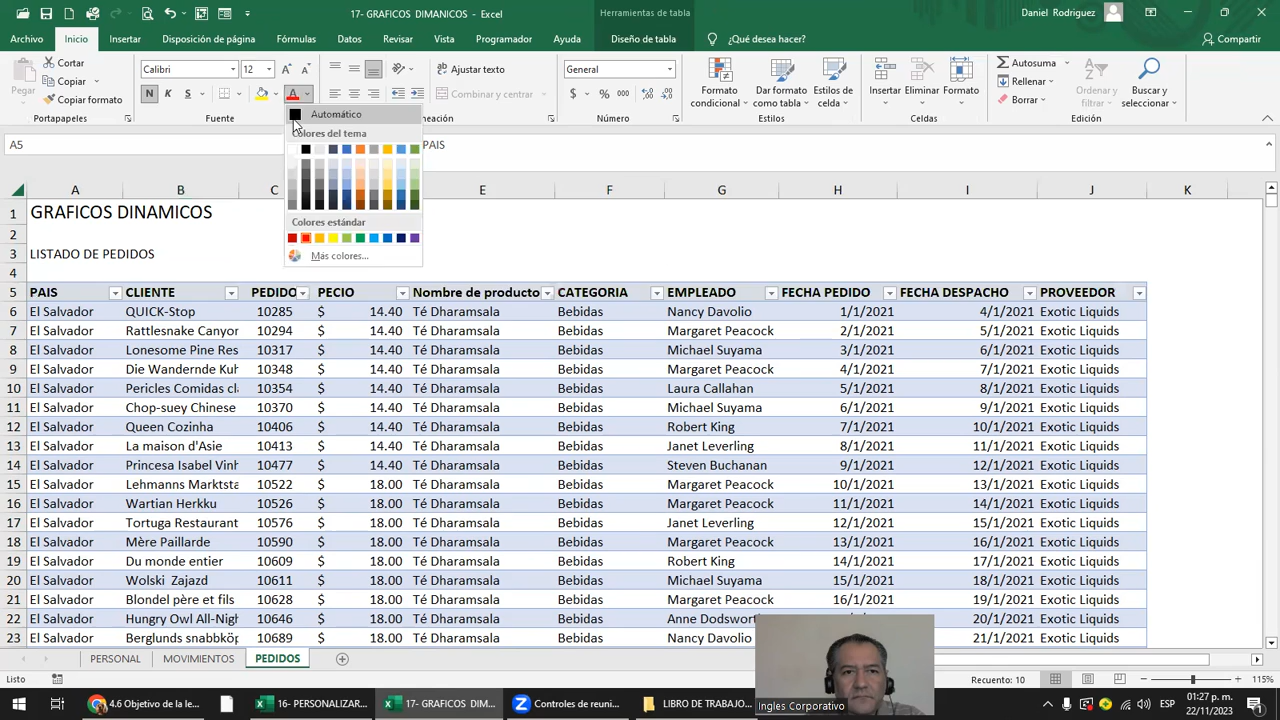 17- GRAFICOS DIMANICOS - Excel
Herramientas de tabla
Daniel Rodriguez
Archivo Inicio Insertar Disposición de página Fórmulas Datos Revisar Vista Programador Ayuda Diseño de tabla ¿Qué desea hacer? Compartir
Pegar
Cortar
Copiar
Copiar formato
Portapapeles
Calibri 12
N K S
Fuente
Ajustar texto
Combinar y centrar
General
$ % 000
Número
Formato condicional
Dar formato como tabla
Estilos de celda
Estilos
Insertar Eliminar Formato
Celdas
Autosuma
Rellenar
Borrar
Ordenar y filtrar
Buscar y seleccionar
Edición
Automático
Colores del tema
Colores estándar
Más colores...
A5 PAIS
A B C E F G H I J K
1 GRAFICOS DINAMICOS
2
3 LISTADO DE PEDIDOS
4
5 PAIS CLIENTE PEDIDO PECIO Nombre de producto CATEGORIA EMPLEADO FECHA PEDIDO FECHA DESPACHO PROVEEDOR
6 El Salvador QUICK-Stop 10285 $ 14.40 Té Dharamsala Bebidas Nancy Davolio 1/1/2021 4/1/2021 Exotic Liquids
7 El Salvador Rattlesnake Canyon 10294 $ 14.40 Té Dharamsala Bebidas Margaret Peacock 2/1/2021 5/1/2021 Exotic Liquids
8 El Salvador Lonesome Pine Res 10317 $ 14.40 Té Dharamsala Bebidas Michael Suyama 3/1/2021 6/1/2021 Exotic Liquids
9 El Salvador Die Wandernde Kuh 10348 $ 14.40 Té Dharamsala Bebidas Margaret Peacock 4/1/2021 7/1/2021 Exotic Liquids
10 El Salvador Pericles Comidas cl 10354 $ 14.40 Té Dharamsala Bebidas Laura Callahan 5/1/2021 8/1/2021 Exotic Liquids
11 El Salvador Chop-suey Chinese 10370 $ 14.40 Té Dharamsala Bebidas Michael Suyama 6/1/2021 9/1/2021 Exotic Liquids
12 El Salvador Queen Cozinha 10406 $ 14.40 Té Dharamsala Bebidas Robert King 7/1/2021 10/1/2021 Exotic Liquids
13 El Salvador La maison d'Asie 10413 $ 14.40 Té Dharamsala Bebidas Janet Leverling 8/1/2021 11/1/2021 Exotic Liquids
14 El Salvador Princesa Isabel Vinh 10477 $ 14.40 Té Dharamsala Bebidas Steven Buchanan 9/1/2021 12/1/2021 Exotic Liquids
15 El Salvador Lehmanns Marktsta 10522 $ 18.00 Té Dharamsala Bebidas Margaret Peacock 10/1/2021 13/1/2021 Exotic Liquids
16 El Salvador Wartian Herkku 10526 $ 18.00 Té Dharamsala Bebidas Margaret Peacock 11/1/2021 14/1/2021 Exotic Liquids
17 El Salvador Tortuga Restaurant 10576 $ 18.00 Té Dharamsala Bebidas Janet Leverling 12/1/2021 15/1/2021 Exotic Liquids
18 El Salvador Mère Paillarde 10590 $ 18.00 Té Dharamsala Bebidas Margaret Peacock 13/1/2021 16/1/2021 Exotic Liquids
19 El Salvador Du monde entier 10609 $ 18.00 Té Dharamsala Bebidas Robert King 14/1/2021 17/1/2021 Exotic Liquids
20 El Salvador Wolski Zajazd 10611 $ 18.00 Té Dharamsala Bebidas Michael Suyama 15/1/2021 18/1/2021 Exotic Liquids
21 El Salvador Blondel père et fils 10628 $ 18.00 Té Dharamsala Bebidas Margaret Peacock 16/1/2021 19/1/2021 Exotic Liquids
22 El Salvador Hungry Owl All-Nigh 10646 $ 18.00 Té Dharamsala Bebidas Anne Dodswor 20/1/2021 Exotic Liquids
23 El Salvador Berglunds snabbköp 10689 $ 18.00 Té Dharamsala Bebidas Nancy Davolio 21/1/2021 Exotic Liquids
PERSONAL MOVIMIENTOS PEDIDOS
Listo Recuento: 10 115%
Ingles Corporativo
4.6 Objetivo de la le... 16- PERSONALIZAR... 17- GRAFICOS DIM... Controles de reuni... LIBRO DE TRABAJO... ESP 01:27 p. m.
22/11/2023